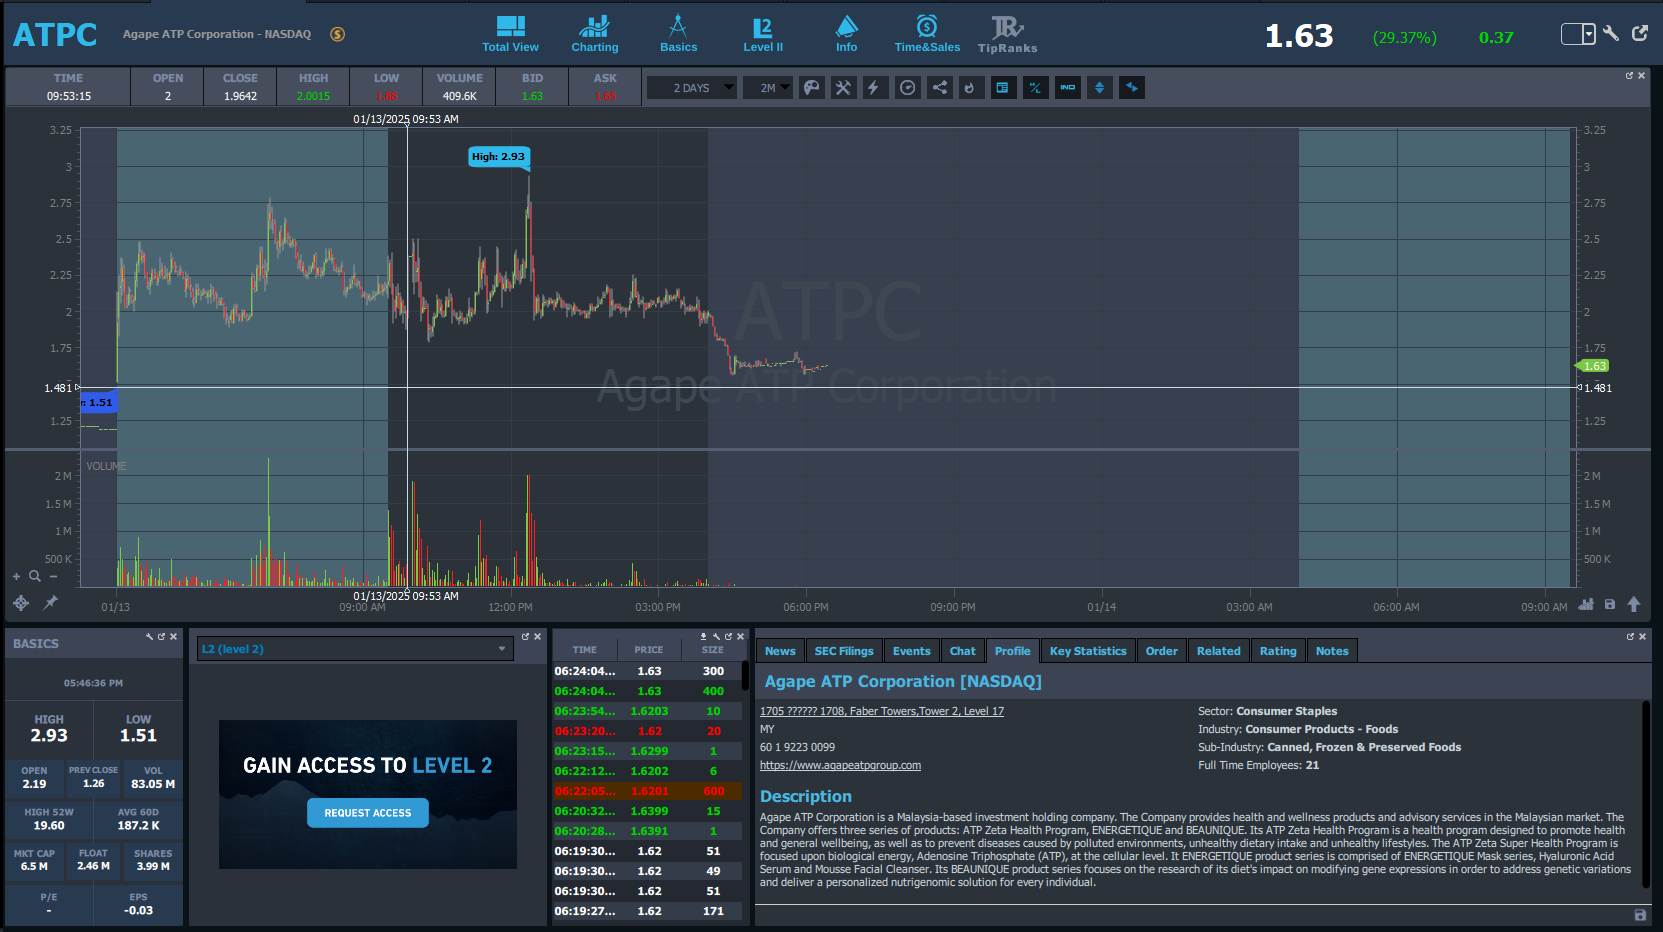 ATPC
Agape ATP Corporation - NASDAQ
Total View
Charting
Basics
L2
Level II
Info
Time&Sales
TipRanks
1.63
(29.37%)
0.37
TIME OPEN CLOSE HIGH LOW VOLUME BID ASK
09:53:15 2 1.9642 2.0015 1.88 409.6K 1.63 1.65
2 DAYS
2M
IND
01/13/2025 09:53 AM
3.25 3.25
High: 2.93
3 3
2.75 2.75
2.5 2.5
2.25 2.25
2 2
ATPC
1.75 1.75
1.63
1.481 1.481
Agape ATP Corporation
: 1.51
1.25 1.25
VOLUME
2 M 2 M
1.5 M 1.5 M
1 M 1 M
500 K 500 K
01/13/2025 09:53 AM
01/13 09:00 AM 12:00 PM 03:00 PM 06:00 PM 09:00 PM 01/14 03:00 AM 06:00 AM 09:00 AM
BASICS
05:46:36 PM
HIGH LOW
2.93 1.51
OPEN PREV CLOSE VOL
2.19 1.26 83.05 M
HIGH 52W AVG 60D
19.60 187.2 K
MKT CAP FLOAT SHARES
6.5 M 2.46 M 3.99 M
P/E EPS
- -0.03
L2 (level 2)
GAIN ACCESS TO LEVEL 2
REQUEST ACCESS
TIME PRICE SIZE
06:24:04... 1.63 300
06:24:04... 1.63 400
06:23:54... 1.6203 10
06:23:20... 1.62 20
06:23:15... 1.6299 1
06:22:12... 1.6202 6
06:22:05... 1.6201 600
06:20:32... 1.6399 15
06:20:28... 1.6391 1
06:19:30... 1.62 51
06:19:30... 1.62 49
06:19:30... 1.62 51
06:19:27... 1.62 171
News SEC Filings Events Chat Profile Key Statistics Order Related Rating Notes
Agape ATP Corporation [NASDAQ]
1705 ?????? 1708, Faber Towers,Tower 2, Level 17
MY
60 1 9223 0099
https://www.agapeatpgroup.com
Sector: Consumer Staples
Industry: Consumer Products - Foods
Sub-Industry: Canned, Frozen & Preserved Foods
Full Time Employees: 21
Description
Agape ATP Corporation is a Malaysia-based investment holding company. The Company provides health and wellness products and advisory services in the Malaysian market. The
Company offers three series of products: ATP Zeta Health Program, ENERGETIQUE and BEAUNIQUE. Its ATP Zeta Health Program is a health program designed to promote health
and general wellbeing, as well as to prevent diseases caused by polluted environments, unhealthy dietary intake and unhealthy lifestyles. The ATP Zeta Super Health Program is
focused upon biological energy, Adenosine Triphosphate (ATP), at the cellular level. It ENERGETIQUE product series is comprised of ENERGETIQUE Mask series, Hyaluronic Acid
Serum and Mousse Facial Cleanser. Its BEAUNIQUE product series focuses on the research of its diet's impact on modifying gene expressions in order to address genetic variations
and deliver a personalized nutrigenomic solution for every individual.